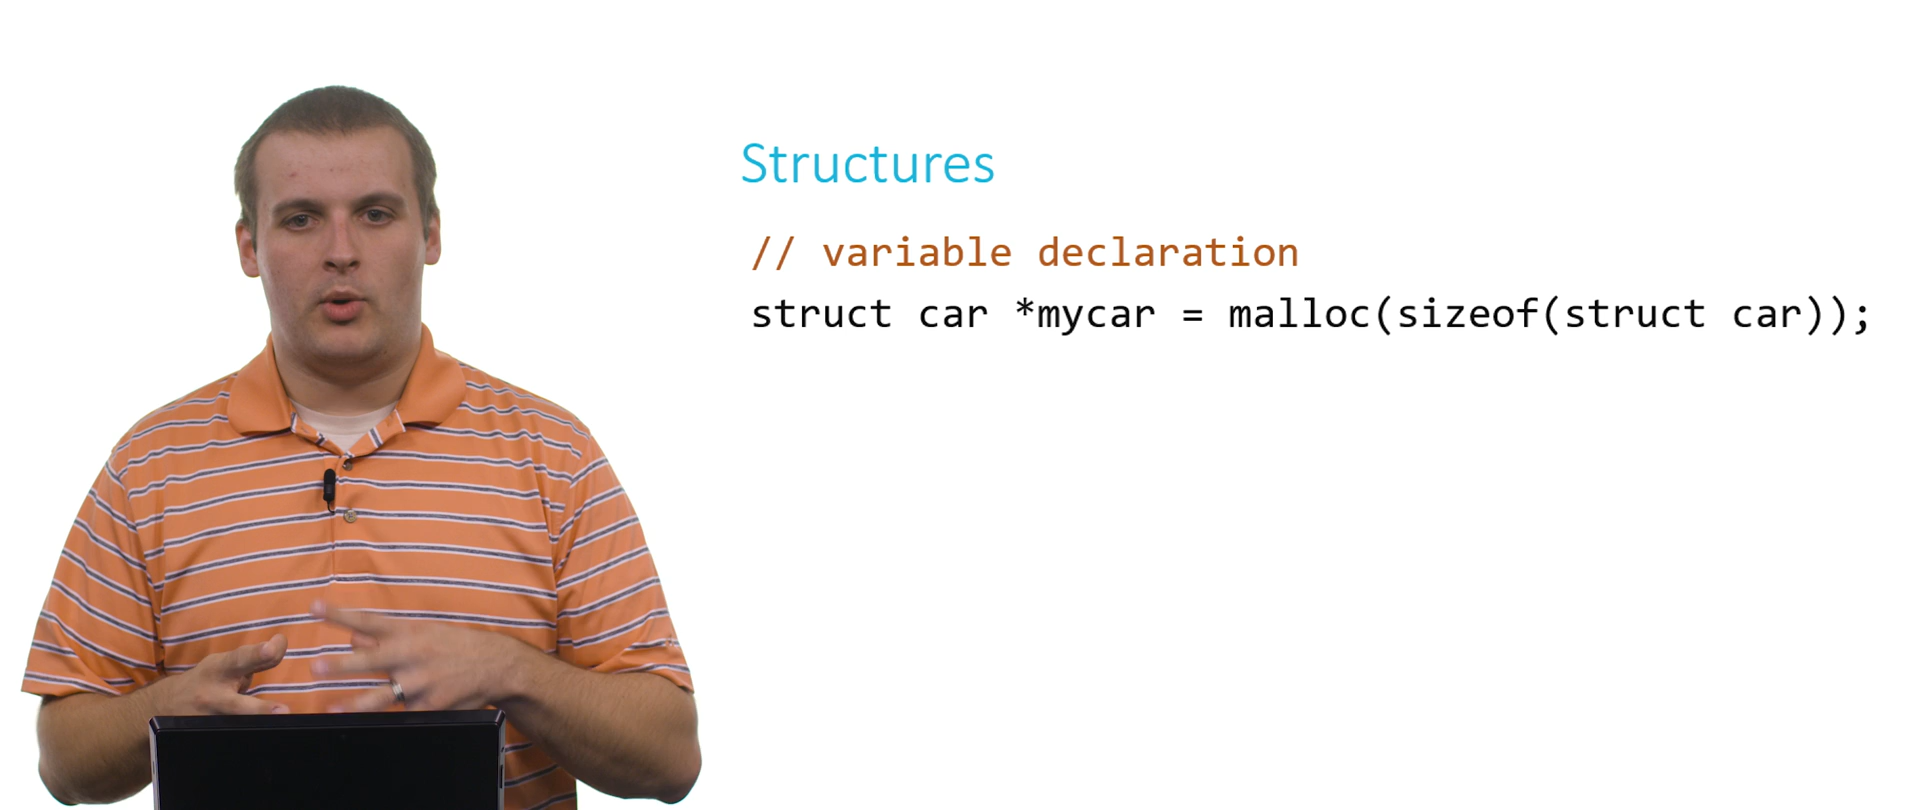 Structures
// variable declaration
struct car *mycar = malloc(sizeof(struct car));